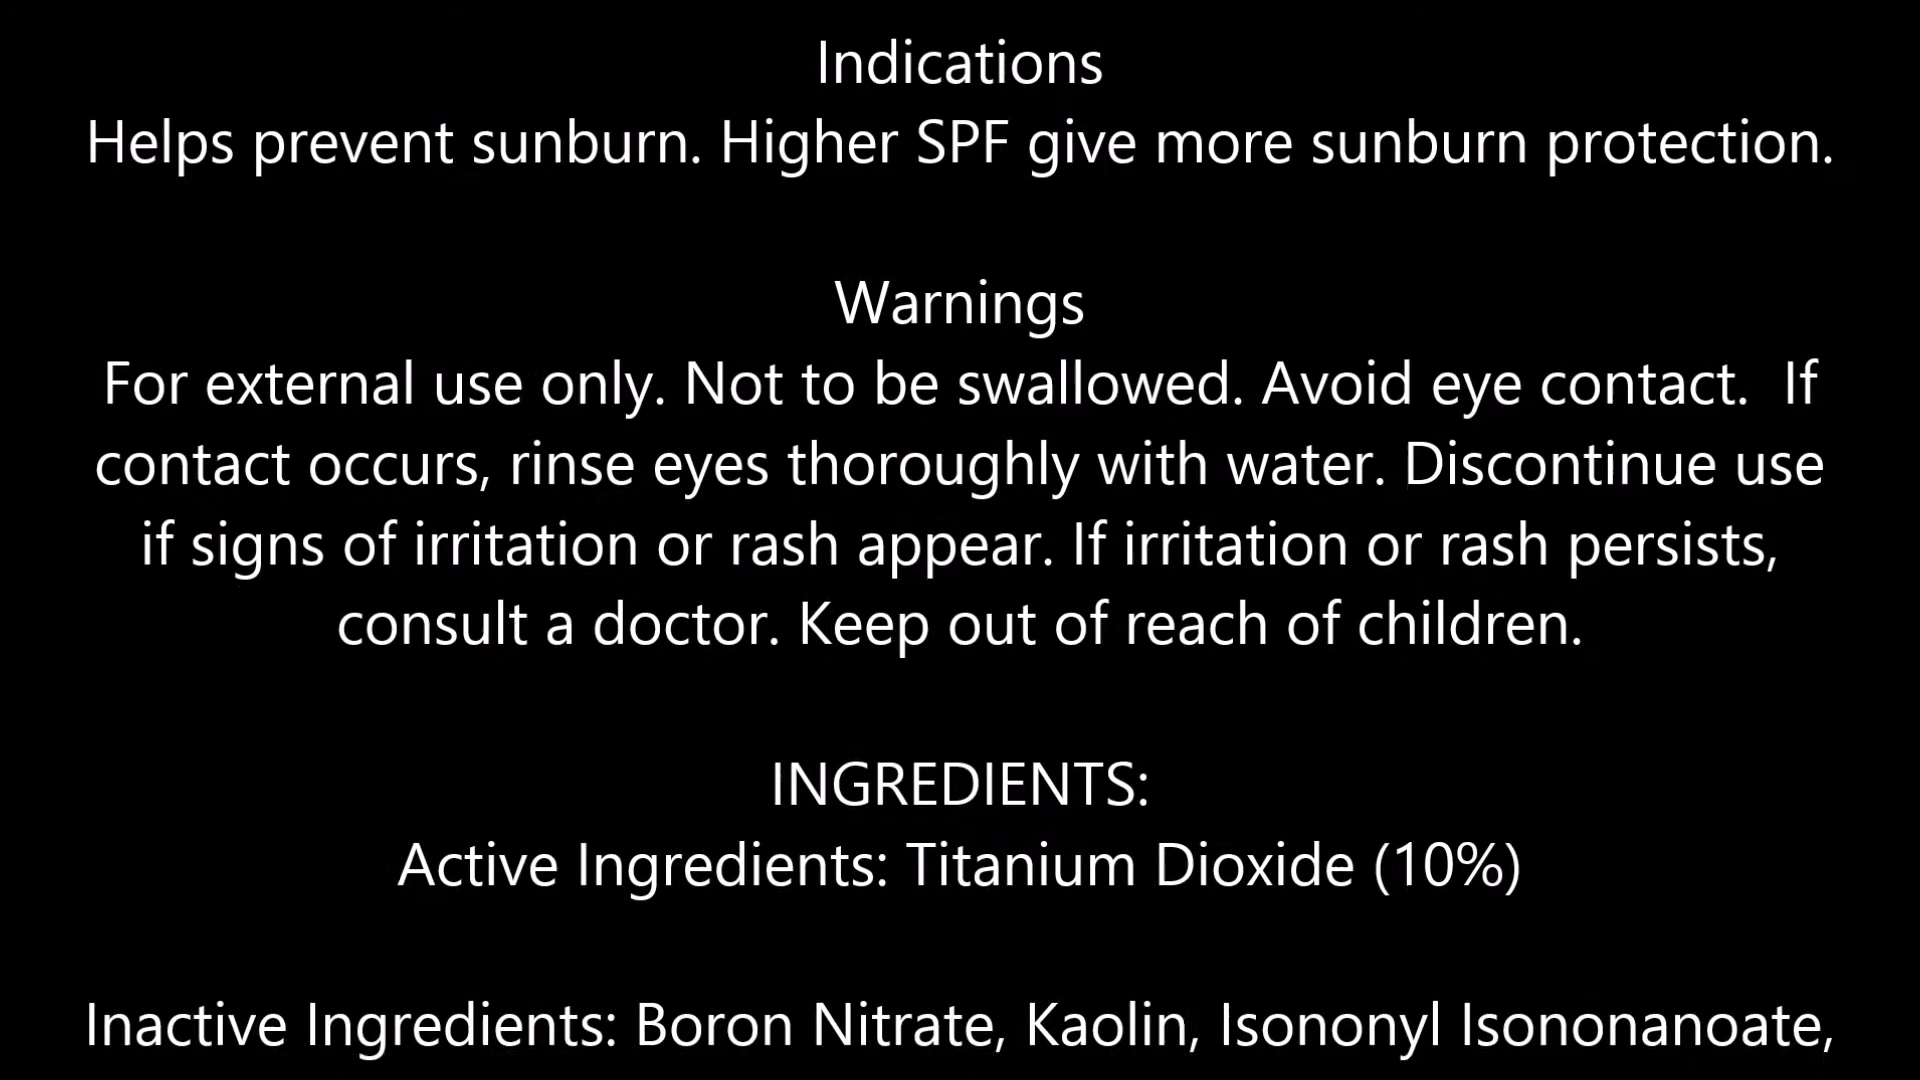 Indications
Helps prevent sunburn. Higher SPF give more sunburn protection.
Warnings
For external use only. Not to be swallowed. Avoid eye contact.  If
contact occurs, rinse eyes thoroughly with water. Discontinue use
if signs of irritation or rash appear. If irritation or rash persists,
consult a doctor. Keep out of reach of children.
INGREDIENTS:
Active Ingredients: Titanium Dioxide (10%)
Inactive Ingredients: Boron Nitrate, Kaolin, Isononyl Isononanoate,